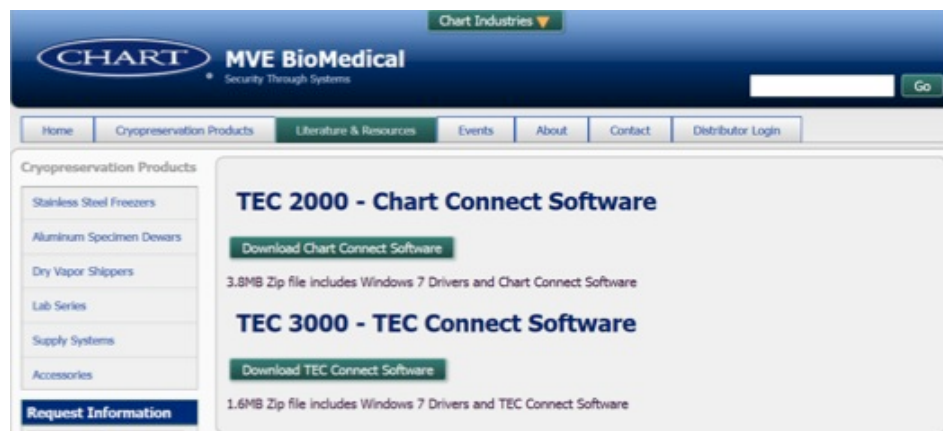 Chart Industries
CHART
MVE BioMedical
Security Through Systems
Go
Home Cryopreservation Products Literature & Resources Events About Contact Distributor Login
Cryopreservation Products
Stainless Steel Freezers
Aluminum Specimen Dewars
Dry Vapor Shippers
Lab Series
Supply Systems
Accessories
Request Information
TEC 2000 - Chart Connect Software
Download Chart Connect Software
3.8MB Zip file includes Windows 7 Drivers and Chart Connect Software
TEC 3000 - TEC Connect Software
Download TEC Connect Software
1.6MB Zip file includes Windows 7 Drivers and TEC Connect Software